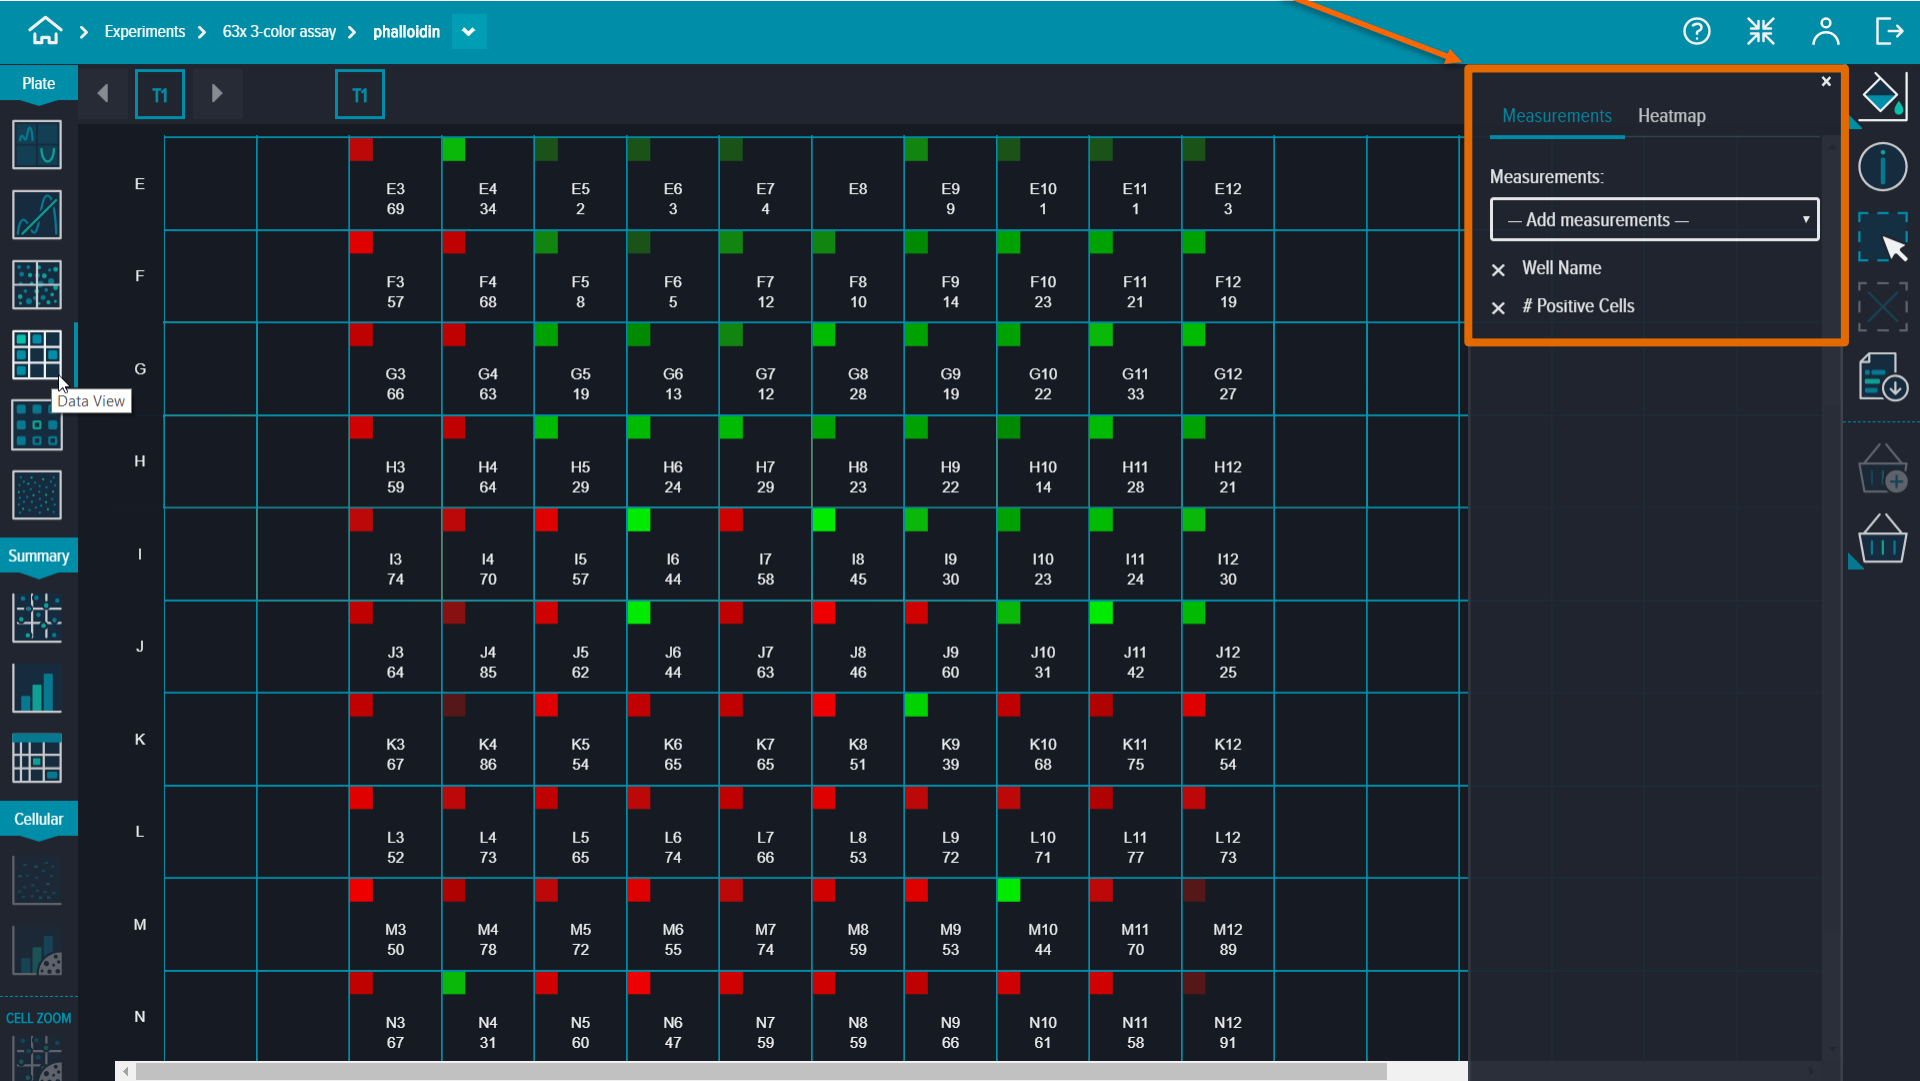 Experiments
63x 3-color assay
phalloidin
Plate
T1
T1
Data View
Summary
Cellular
CELL ZOOM
E
E3 E4 E5 E6 E7 E8 E9 E10 E11 E12
69 34 2 3 4 9 1 1 3
F
F3 F4 F5 F6 F7 F8 F9 F10 F11 F12
57 68 8 5 12 10 14 23 21 19
G
G3 G4 G5 G6 G7 G8 G9 G10 G11 G12
66 63 19 13 12 28 19 22 33 27
H
H3 H4 H5 H6 H7 H8 H9 H10 H11 H12
59 64 29 24 29 23 22 14 28 21
I
I3 I4 I5 I6 I7 I8 I9 I10 I11 I12
74 70 57 44 58 45 30 23 24 30
J
J3 J4 J5 J6 J7 J8 J9 J10 J11 J12
64 85 62 44 63 46 60 31 42 25
K
K3 K4 K5 K6 K7 K8 K9 K10 K11 K12
67 86 54 65 65 51 39 68 75 54
L
L3 L4 L5 L6 L7 L8 L9 L10 L11 L12
52 73 65 74 66 53 72 71 77 73
M
M3 M4 M5 M6 M7 M8 M9 M10 M11 M12
50 78 72 55 74 59 53 44 70 89
N
N3 N4 N5 N6 N7 N8 N9 N10 N11 N12
67 31 60 47 59 59 66 61 58 91
Measurements Heatmap
Measurements:
— Add measurements —
Well Name
# Positive Cells